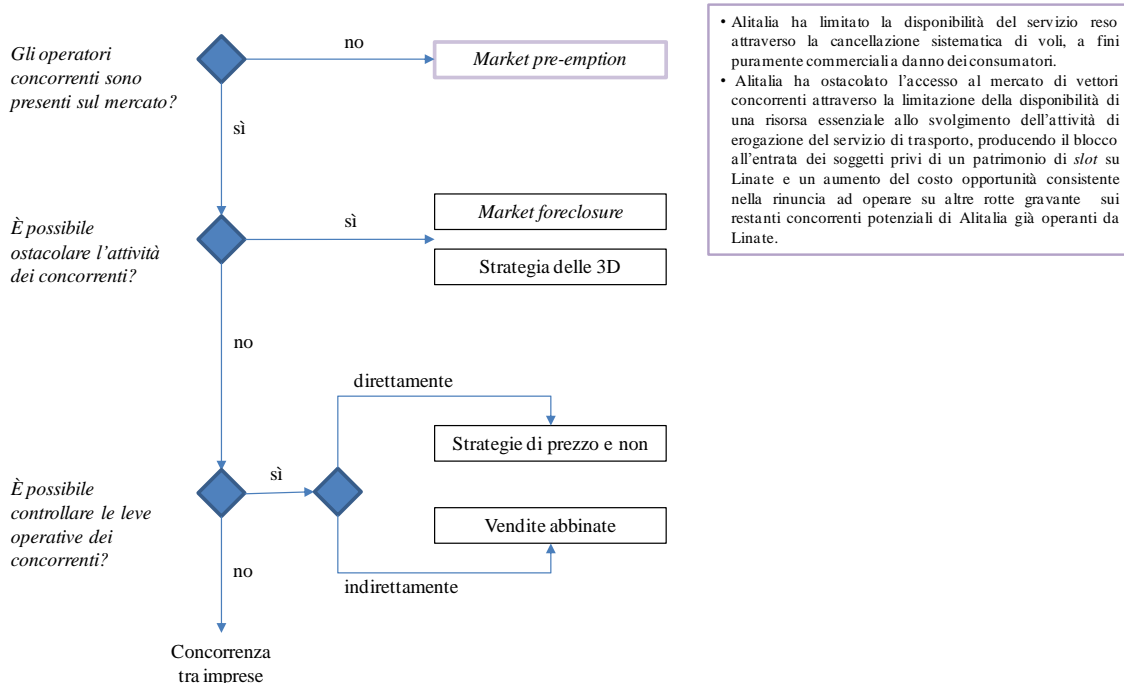 Gli operatori
concorrenti sono
presenti sul mercato?
no
Market pre-emption
• Alitalia ha limitato la disponibilità del servizio reso
attraverso la cancellazione sistematica di voli, a fini
puramente commerciali a danno dei consumatori.
• Alitalia ha ostacolato l'accesso al mercato di vettori
concorrenti attraverso la limitazione della disponibilità di
una risorsa essenziale allo svolgimento dell'attività di
erogazione del servizio di trasporto, producendo il blocco
all'entrata dei soggetti privi di un patrimonio di slot su
Linate e un aumento del costo opportunità consistente
nella rinuncia ad operare su altre rotte gravante sui
restanti concorrenti potenziali di Alitalia già operanti da
Linate.
sì
È possibile
ostacolare l'attività
dei concorrenti?
sì
Market foreclosure
Strategia delle 3D
no
direttamente
Strategie di prezzo e non
È possibile
controllare le leve
operative dei
concorrenti?
sì
Vendite abbinate
no
indirettamente
Concorrenza
tra imprese